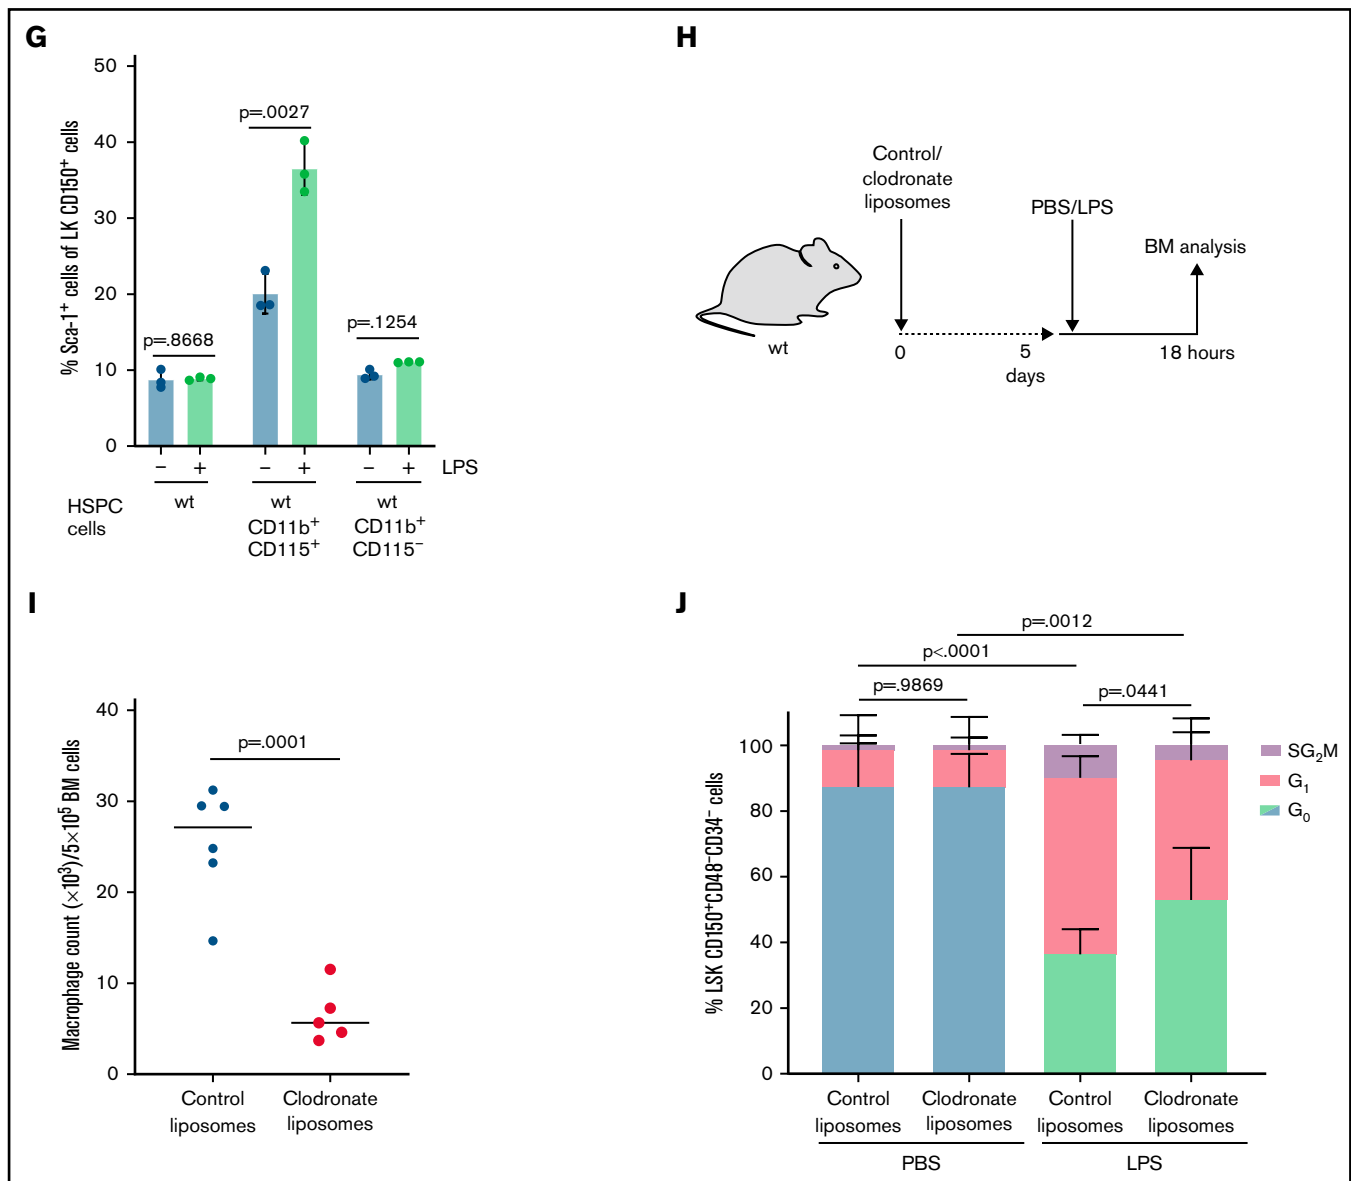 G
% Sca-1⁺ cells of LK CD150⁺ cells
50
40
30
20
10
0
p=.8668
p=.0027
p=.1254
− + − + − + LPS
HSPC cells
wt
wt CD11b⁺ CD115⁺
wt CD11b⁺ CD115⁻
H
Control/
clodronate
liposomes
PBS/LPS
BM analysis
wt
0 5 18 hours
days
I
Macrophage count (×10³)/5×10⁵ BM cells
40
30
20
10
0
p=.0001
Control liposomes
Clodronate liposomes
J
% LSK CD150⁺CD48⁻CD34⁻ cells
p=.0012
p<.0001
p=.9869
p=.0441
100
80
60
40
20
0
SG₂M
G₁
G₀
Control liposomes
Clodronate liposomes
Control liposomes
Clodronate liposomes
PBS LPS